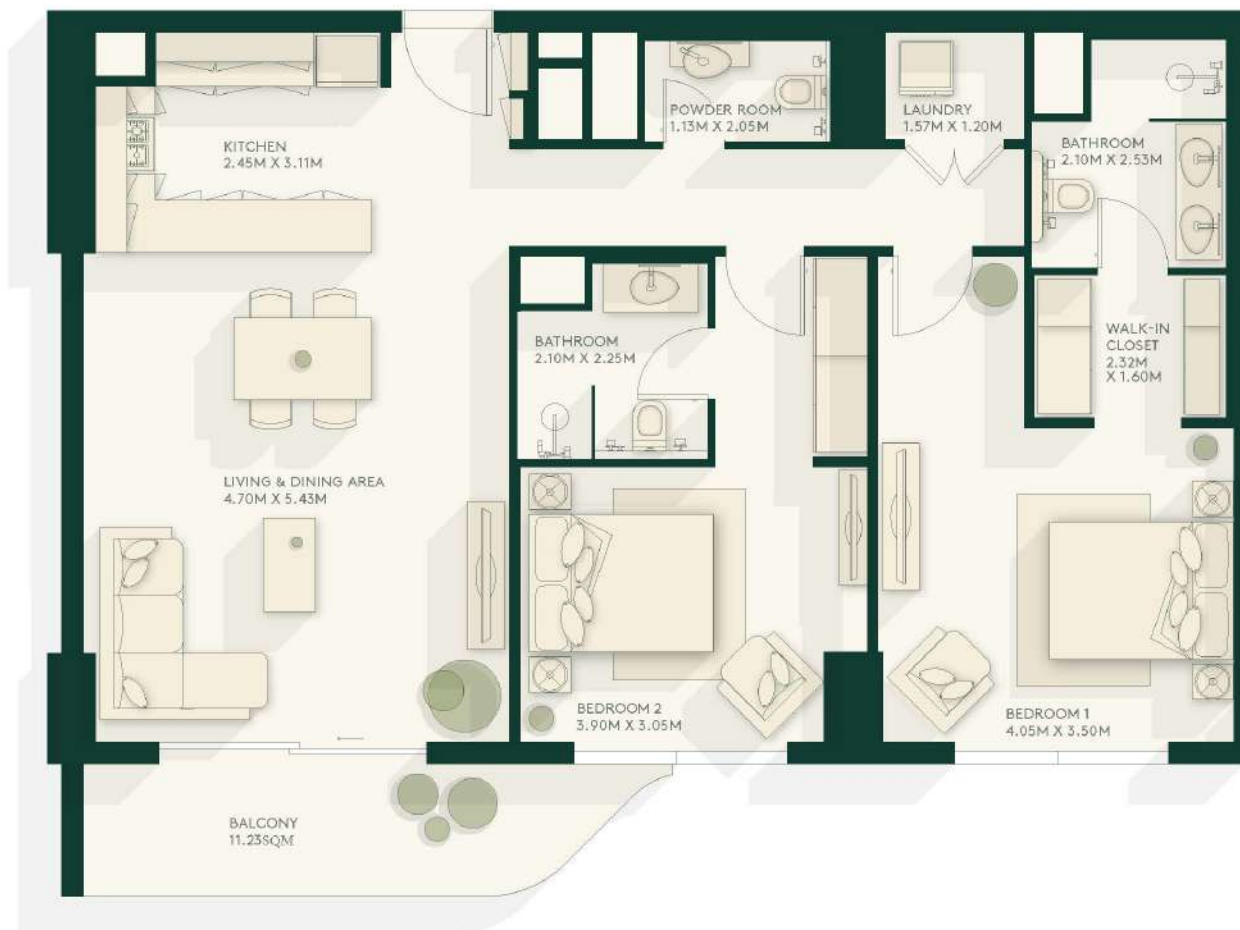 POWDER ROOM
1.13M X 2.05M
LAUNDRY
1.57M X 1.20M
KITCHEN
2.45M X 3.11M
BATHROOM
2.10M X 2.53M
BATHROOM
2.10M X 2.25M
WALK-IN
CLOSET
2.32M
X 1.60M
LIVING & DINING AREA
4.70M X 5.43M
BEDROOM 2
3.90M X 3.05M
BEDROOM 1
4.05M X 3.50M
BALCONY
11.23SQM